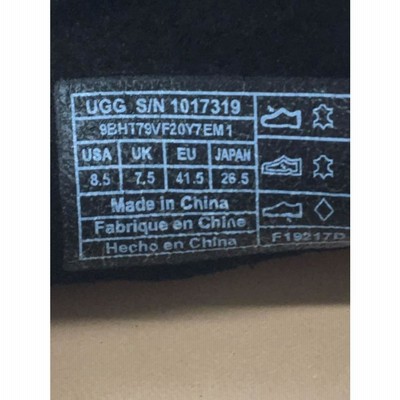 UGG S/N 1017319
9BHT79VF20Y7EM1
USA UK EU JAPAN
8.5 7.5 41.5 26.5
Made in China
Fabrique en Chine
Hecho en China
F19217D